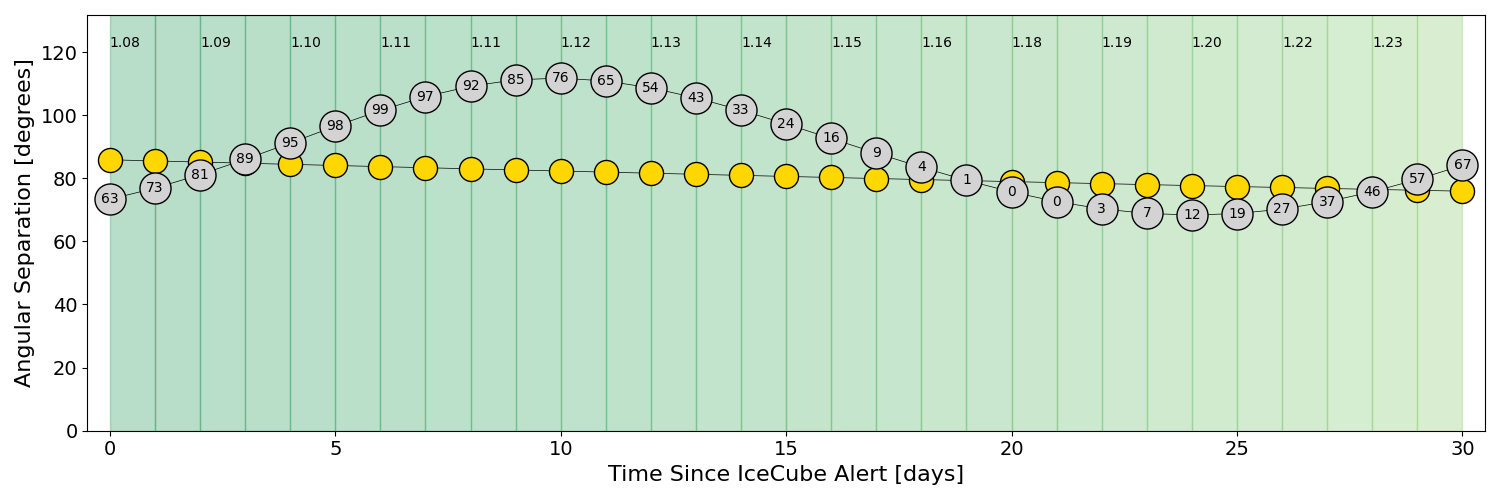 1.08 1.09 1.10 1.11 1.11 1.12 1.13 1.14 1.15 1.16 1.18 1.19 1.20 1.22 1.23
63 73 81 89 95 98 99 97 92 85 76 65 54 43 33 24 16 9 4 1 0 0 3 7 12 19 27 37 46 57 67
120
100
80
60
40
20
0
Angular Separation [degrees]
0 5 10 15 20 25 30
Time Since IceCube Alert [days]